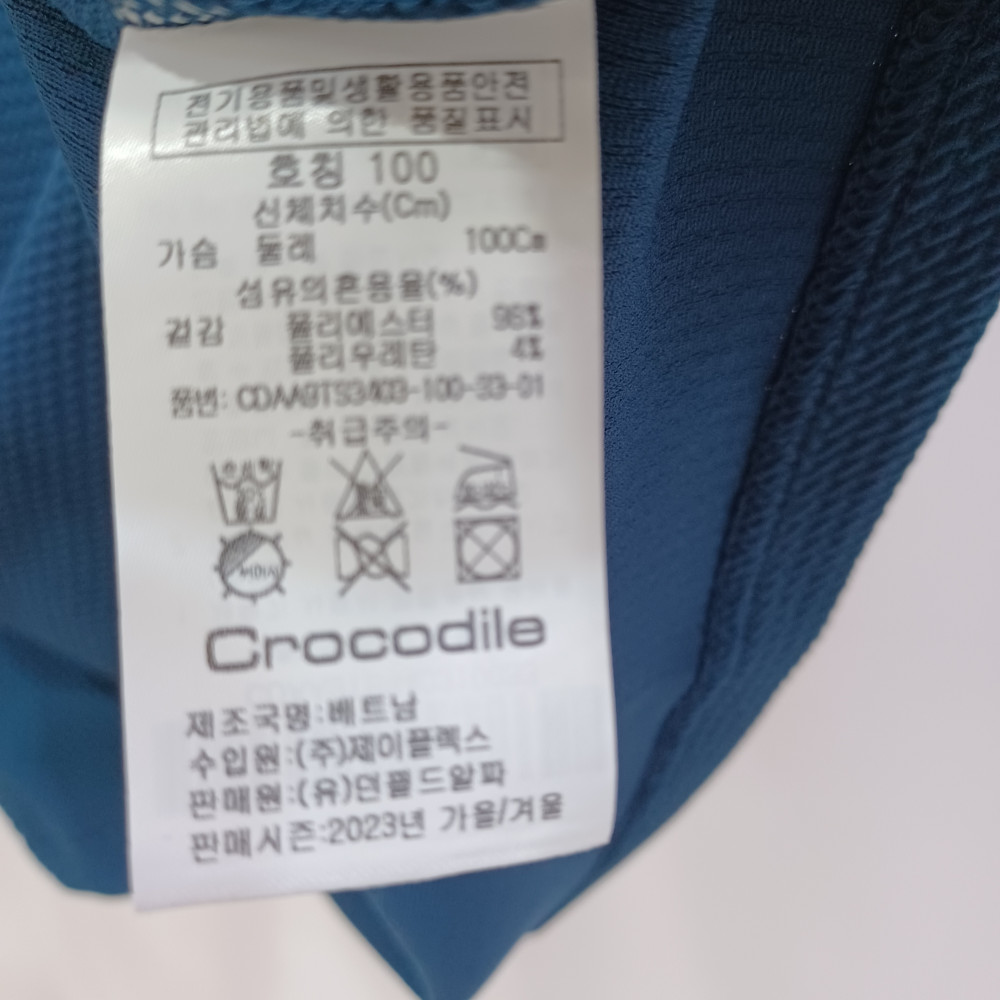 전기용품및생활용품안전
관리법에 의한 품질표시
호칭 100
신체치수(Cm)
가슴 둘레 100Cm
섬유의혼용율(%)
겉감 폴리에스터 96%
폴리우레탄 4%
품번: CDAA9TS3403-100-33-01
-취급주의-
Crocodile
제조국명:베트남
수입원:(주)제이플렉스
판매원:(유)던필드알파
판매시즌:2023년 가을/겨울